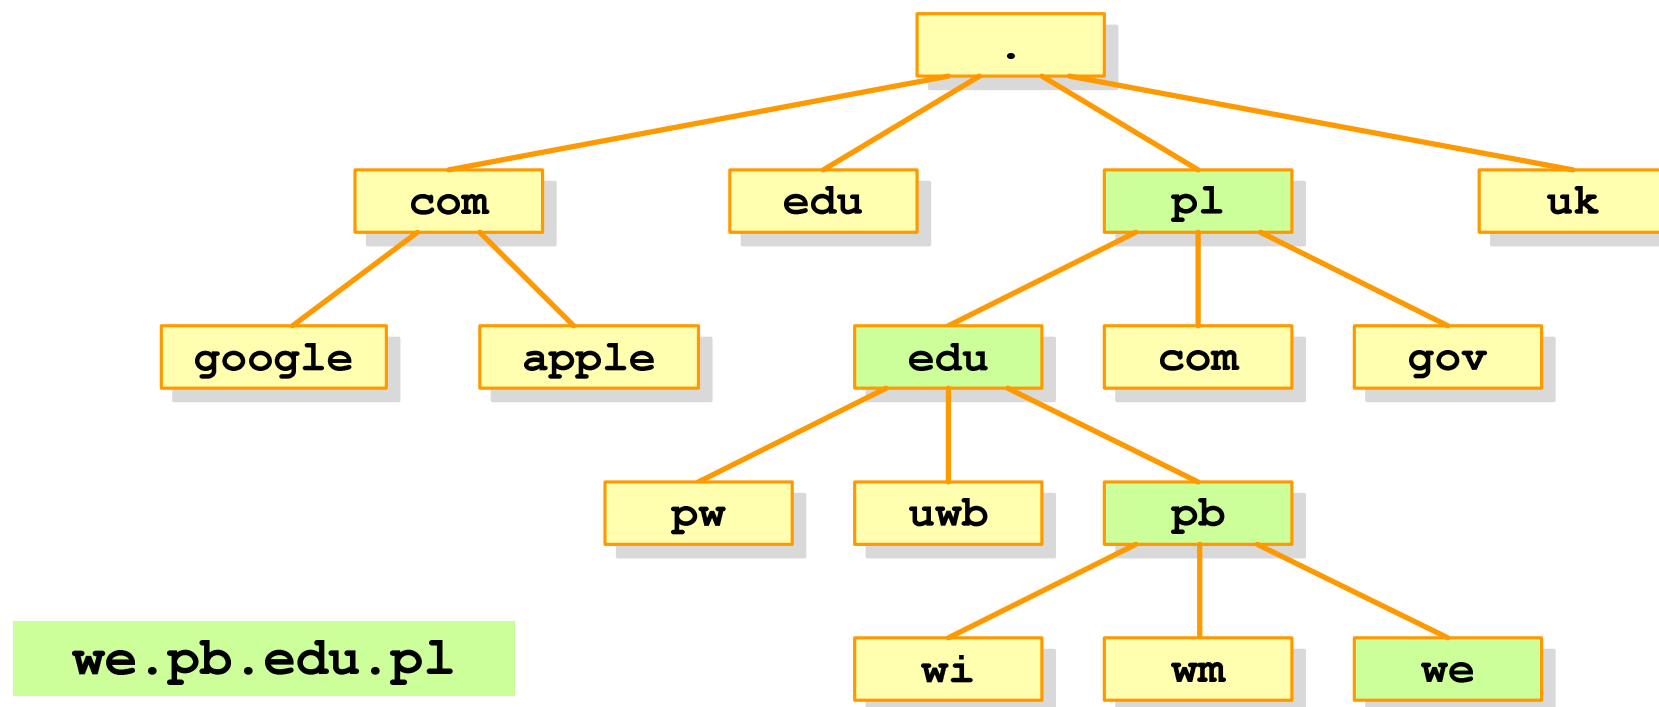 .
com edu pl uk
google apple edu com gov
pw uwb pb
we.pb.edu.pl
wi wm we